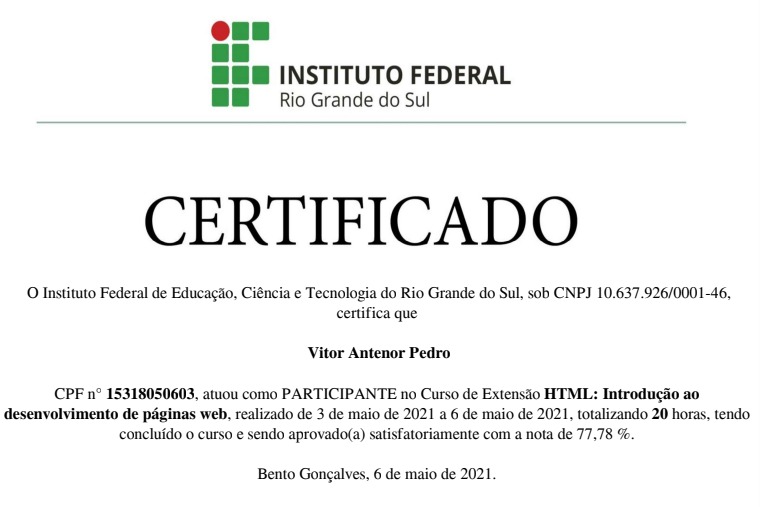 INSTITUTO FEDERAL
Rio Grande do Sul
CERTIFICADO
O Instituto Federal de Educação, Ciência e Tecnologia do Rio Grande do Sul, sob CNPJ 10.637.926/0001-46,
certifica que
Vitor Antenor Pedro
CPF n° 15318050603, atuou como PARTICIPANTE no Curso de Extensão HTML: Introdução ao
desenvolvimento de páginas web, realizado de 3 de maio de 2021 a 6 de maio de 2021, totalizando 20 horas, tendo
concluído o curso e sendo aprovado(a) satisfatoriamente com a nota de 77,78 %.
Bento Gonçalves, 6 de maio de 2021.